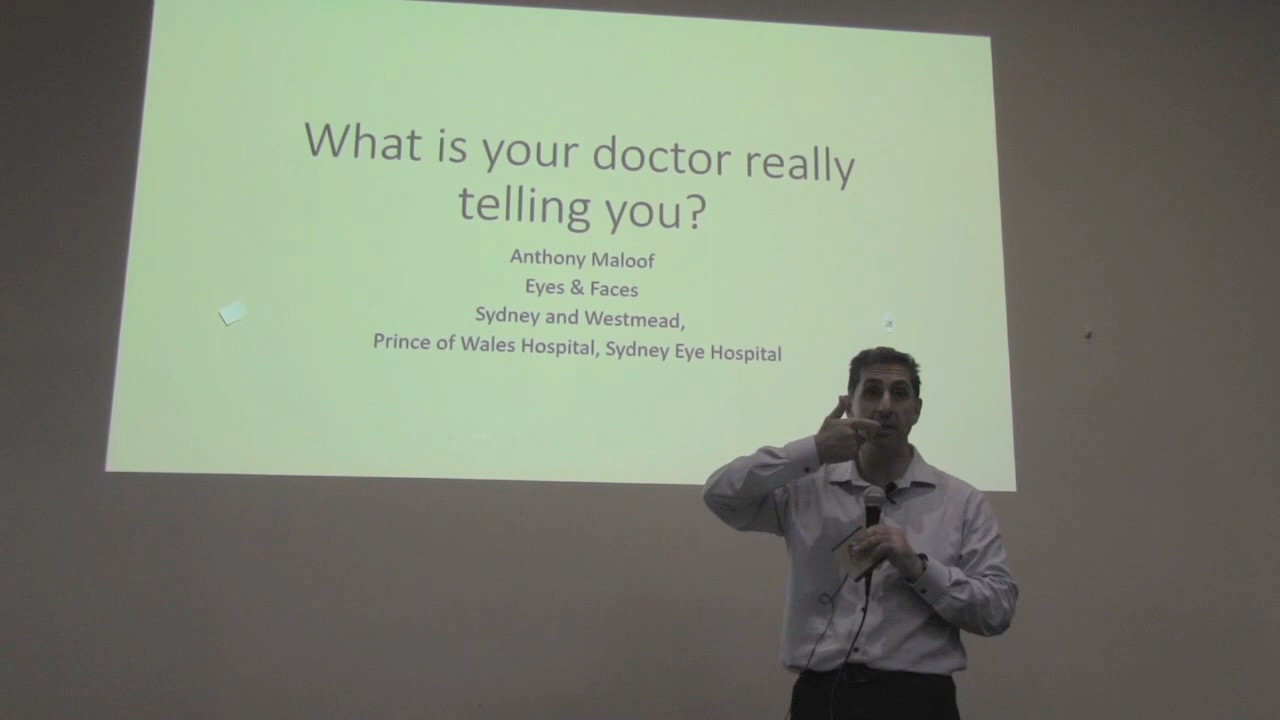 What is your doctor really
telling you?
Anthony Maloof
Eyes & Faces
Sydney and Westmead,
Prince of Wales Hospital, Sydney Eye Hospital